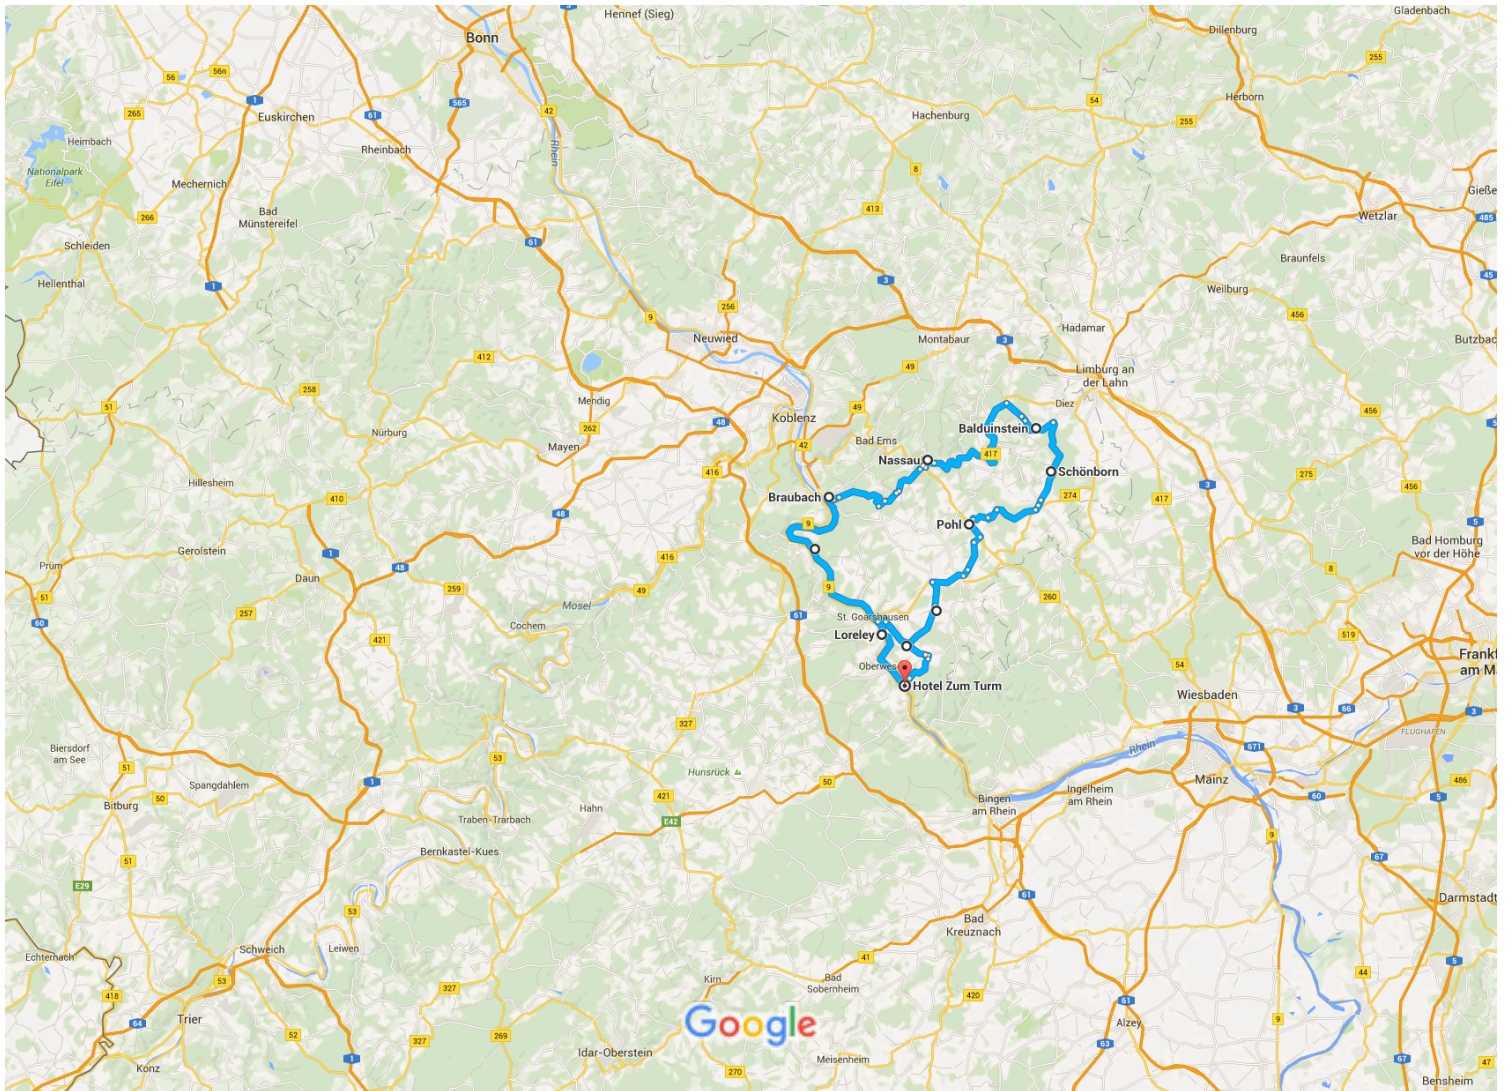 Hennef (Sieg)
Gladenbach
3
Dillenburg
Bonn
255
56
56n
1
565
54
Herborn
265
61
42
Euskirchen
Hachenburg
255
Heimbach
Rheinbach
Rhein
Nationalpark
Eifel
Mechernich
8
Gieße
266
Bad
Münstereifel
413
Wetzlar
485
Schleiden
61
Braunfels
Hellenthal
1
3
45
Weilburg
256
9
456
Hadamar
Neuwied
Montabaur
3
Butzbac
412
Limburg an
der Lahn
49
258
Mendig
51
Diez
49
456
Koblenz
48
262
Balduinstein
5
Nürburg
Bad Ems
42
Mayen
417
Nassau
416
Schönborn
275
Hillesheim
456
Braubach
274
417
410
3
48
9
Pohl
5
Gerolstein
1
416
Bad Homburg
vor der Höhe
Prüm
48
8
Daun
259
49
9
51
Mosel
260
257
61
St. Goarshausen
60
Cochem
519
421
Loreley
Frankf
am M
54
Oberwes
Hotel Zum Turm
Wiesbaden
66
3
3
327
FLUGHAFEN
Biersdorf
am See
Rhein
671
53
51
Hunsrück
Mainz
486
1
50
Spangdahlem
Ingelheim
am Rhein
50
421
Bingen
am Rhein
60
5
Bitburg
Hahn
Traben-Trarbach
E42
9
Bernkastel-Kues
51
67
E29
61
Darmstadt
53
Bad
Kreuznach
Schweich
Leiwen
Echternach
41
5
53
Kirn
Bad
Sobernheim
44
327
418
420
61
Trier
64
Google
9
Alzey
52
269
327
63
Idar-Oberstein
1
Meisenheim
67
47
Konz
270
Bensheim